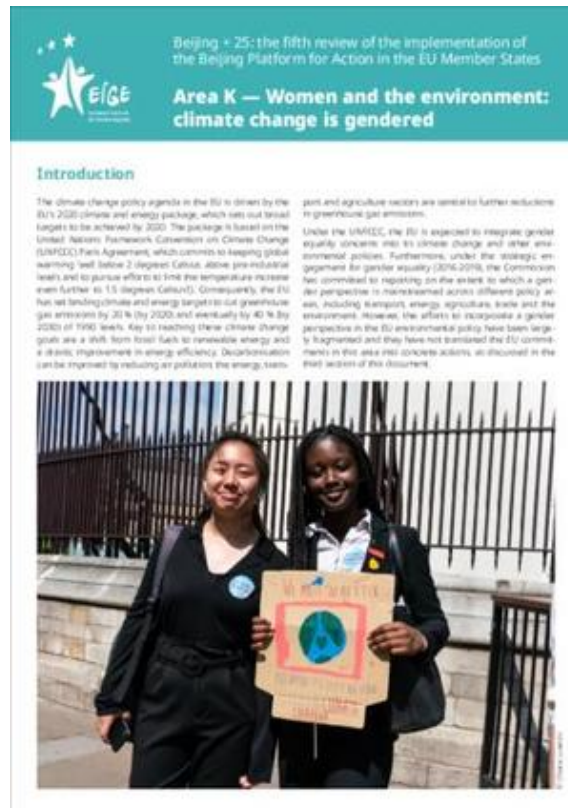 EIGE
Beijing + 25: the fifth review of the implementation of
the Beijing Platform for Action in the EU Member States
Area K — Women and the environment:
climate change is gendered
Introduction
The climate change policy agenda in the EU is driven by the
EU's 2020 climate and energy package, which sets out broad
targets to be achieved by 2020. The package is based on the
United Nations Framework Convention on Climate Change
(UNFCCC) Paris Agreement, which commits to keeping global
warming 'well below 2 degrees Celsius above pre-industrial
levels and to pursue efforts to limit the temperature increase
even further to 1.5 degrees Celsius'. Consequently, the EU
has set binding climate and energy targets to cut greenhouse
gas emissions by 20 % (by 2020) and eventually by 40 % (by
2030) of 1990 levels. Key to reaching these climate change
goals are a shift from fossil fuels to renewable energy and
a drastic improvement in energy efficiency. Decarbonisation
can be improved by reducing air pollution; the energy, trans-
port and agriculture sectors are central to further reductions
in greenhouse gas emissions.
Under the UNFCCC, the EU is expected to integrate gender
equality concerns into its climate change and other envi-
ronmental policies. Furthermore, under the strategic en-
gagement for gender equality (2016-2019), the Commission
has committed to reporting on the extent to which a gen-
der perspective is mainstreamed across different policy ar-
eas, including transport, energy, agriculture, trade and the
environment. However, the efforts to incorporate a gender
perspective in the EU environmental policy have been large-
ly fragmented and they have not translated the EU commit-
ments in this area into concrete actions, as discussed in the
third section of this document.